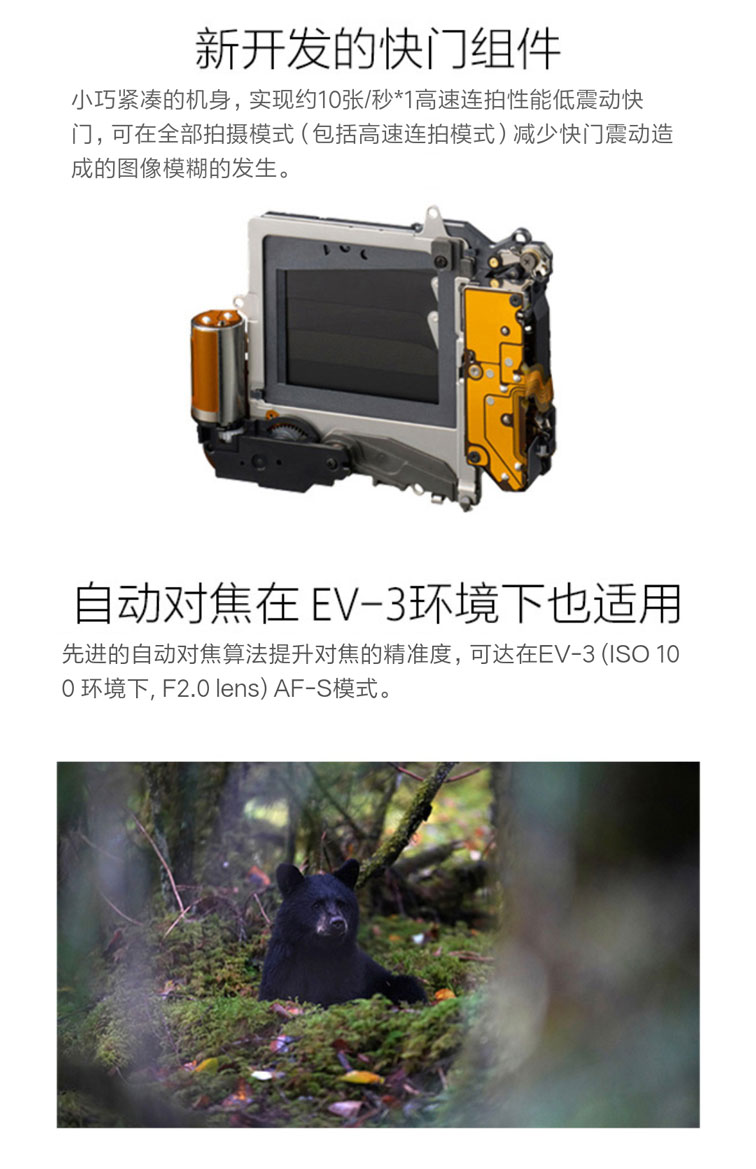 新开发的快门组件
小巧紧凑的机身，实现约10张/秒*1高速连拍性能低震动快
门，可在全部拍摄模式（包括高速连拍模式）减少快门震动造
成的图像模糊的发生。
自动对焦在 EV-3环境下也适用
先进的自动对焦算法提升对焦的精准度，可达在EV-3 (ISO 10
0 环境下, F2.0 lens) AF-S模式。